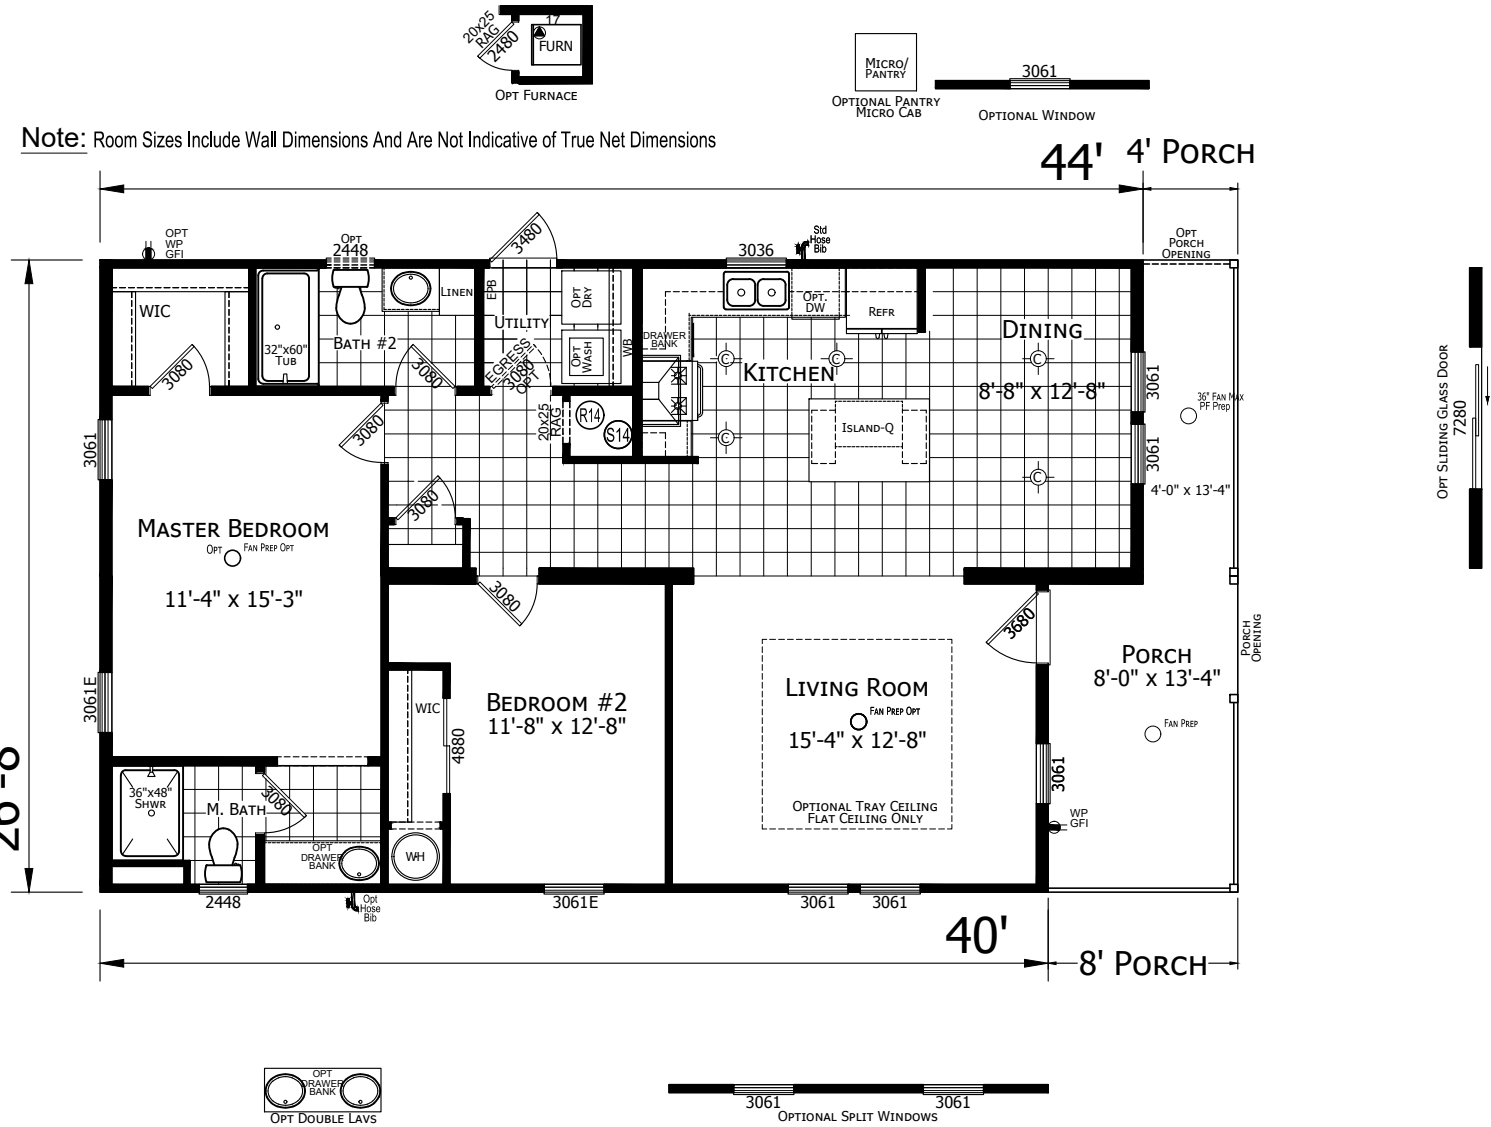 20x25
RAG
2480
17
FURN
OPT FURNACE
MICRO/
PANTRY
OPTIONAL PANTRY
MICRO CAB
3061
OPTIONAL WINDOW
Note: Room Sizes Include Wall Dimensions And Are Not Indicative of True Net Dimensions
44'
4' PORCH
OPT
WP
GFI
OPT
2448
3480
3036
Std
Hose
Bib
OPT
PORCH
OPENING
WIC
3080
32"x60"
TUB
BATH #2
LINEN
3080
EPB
UTILITY
EGRESS
3080
OPT
OPT
DRY
OPT
WASH
WB
DRAWER
BANK
OPT.
DW
REFR
KITCHEN
DINING
8'-8" x 12'-8"
C
C
C
C
C
ISLAND-Q
20x25
RAG
R14
S14
3061
3061
36" FAN MAX
PF Prep
4'-0" x 13'-4"
OPT SLIDING GLASS DOOR
7280
3061
3080
3080
MASTER BEDROOM
OPT
FAN PREP OPT
11'-4" x 15'-3"
3061E
3080
3680
PORCH
OPENING
PORCH
8'-0" x 13'-4"
FAN PREP
WIC
4880
BEDROOM #2
11'-8" x 12'-8"
LIVING ROOM
FAN PREP OPT
15'-4" x 12'-8"
OPTIONAL TRAY CEILING
FLAT CEILING ONLY
3061
WP
GFI
26'-8"
36"x48"
SHWR
M. BATH
3080
OPT
DRAWER
BANK
WH
2448
Opt
Hose
Bib
3061E
3061
3061
40'
8' PORCH
OPT
DRAWER
BANK
OPT DOUBLE LAVS
3061
3061
OPTIONAL SPLIT WINDOWS